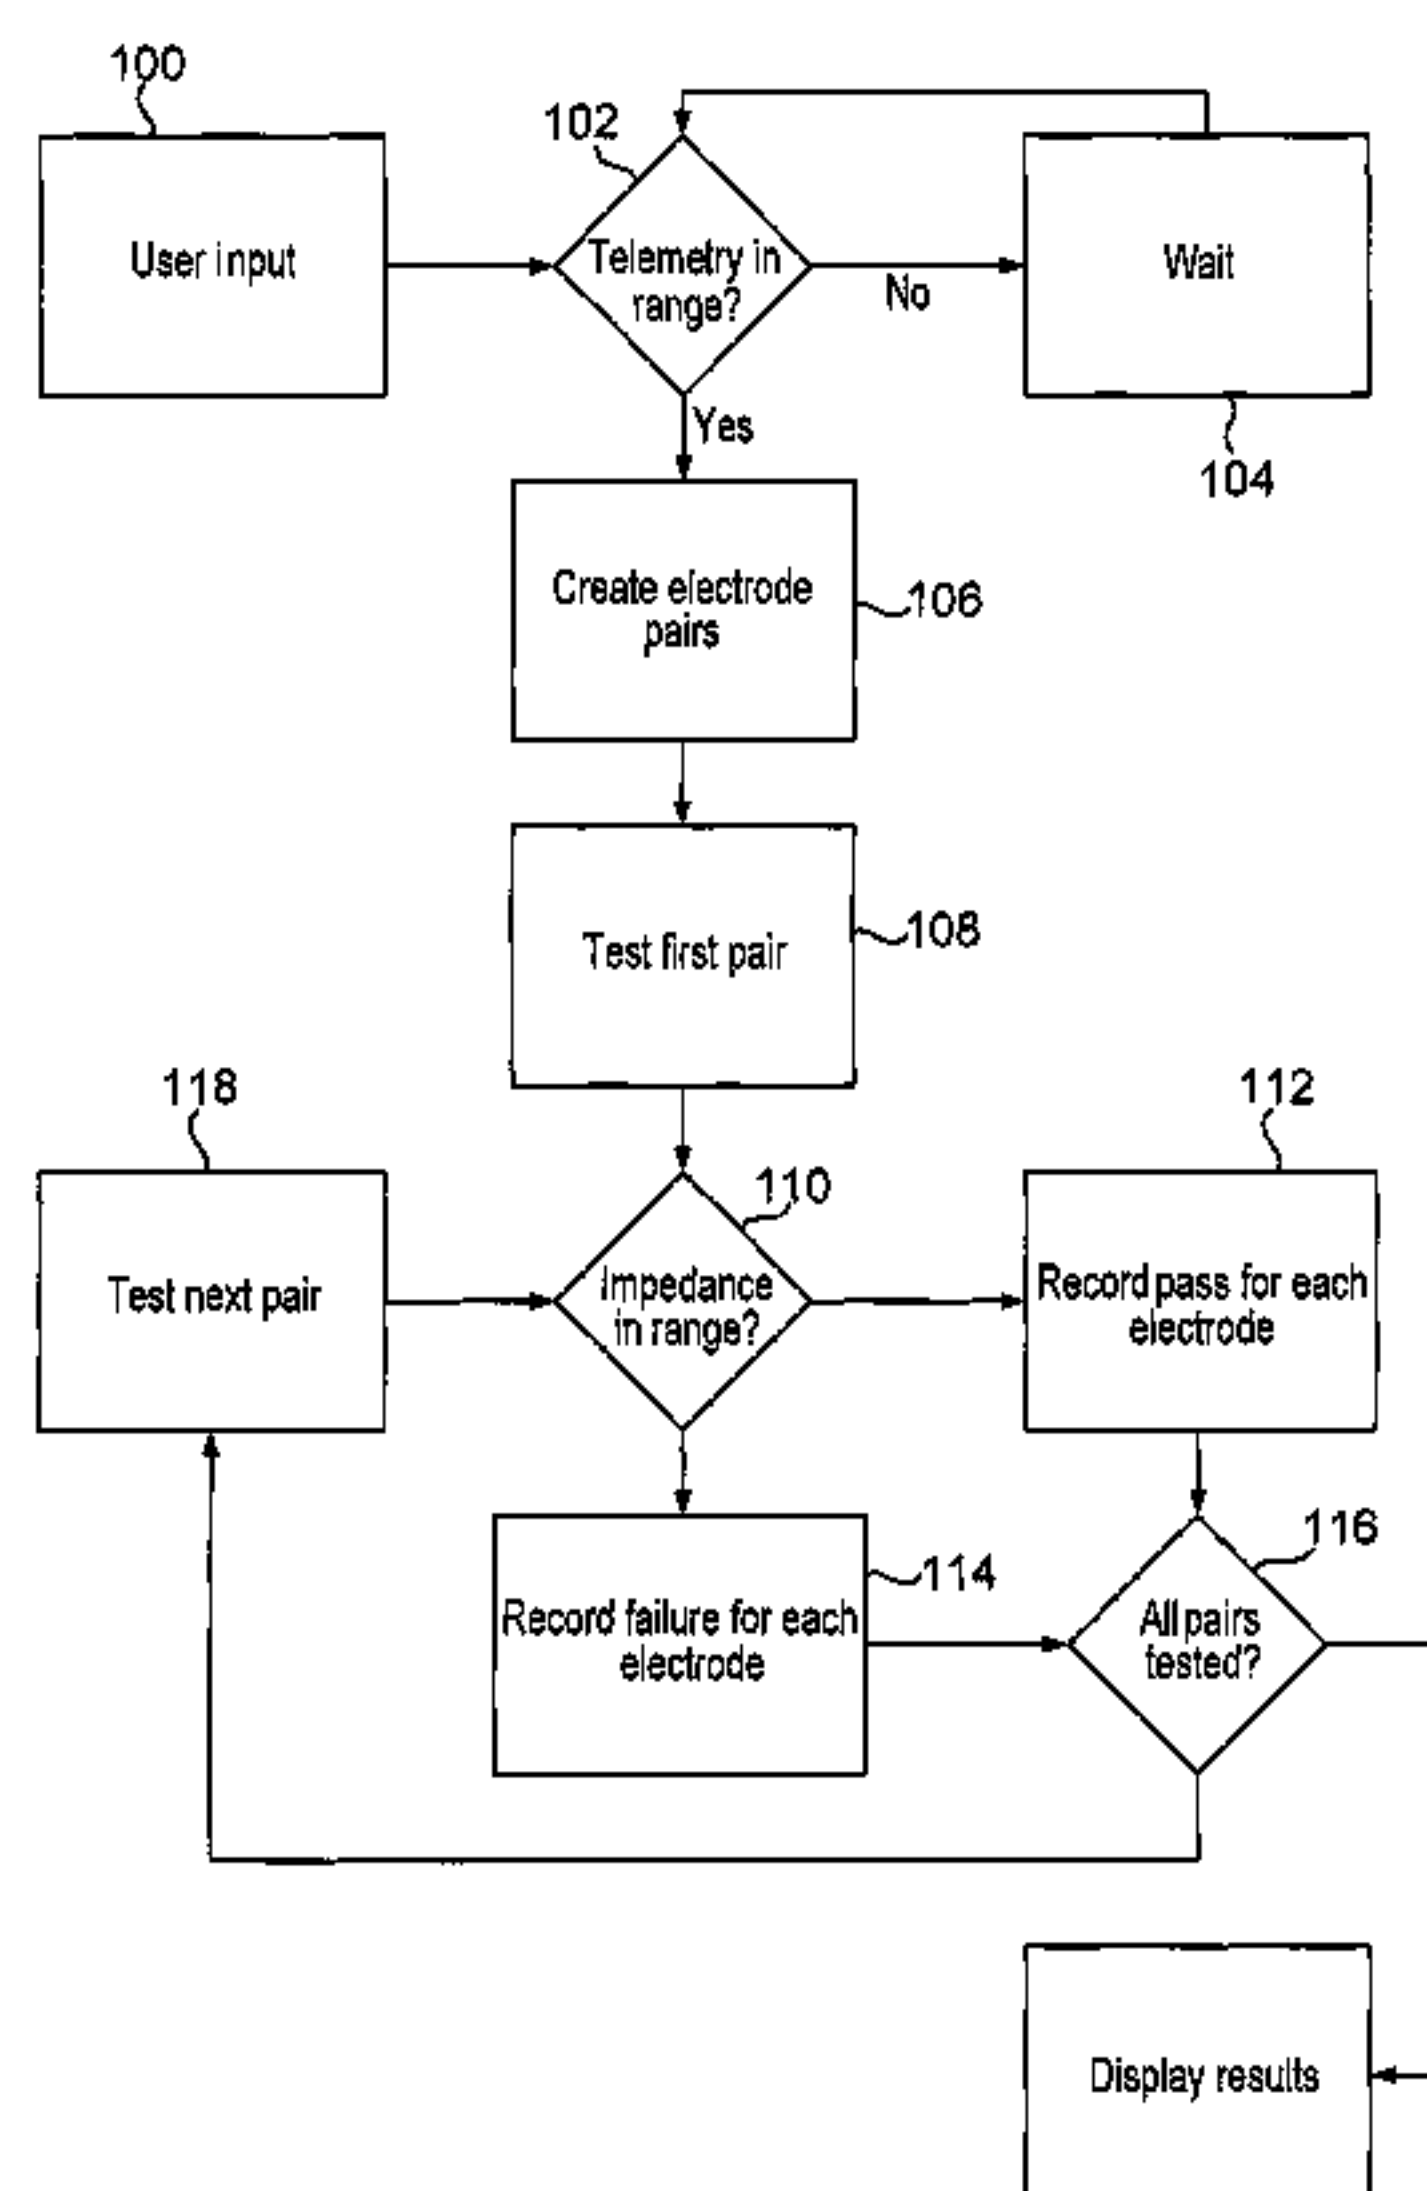 100
102
User input
Telemetry in
range?
No
Wait
Yes
104
Create electrode
pairs
106
Test first pair
108
118
112
110
Test next pair
Impedance
in range?
Record pass for each
electrode
116
114
Record failure for each
electrode
All pairs
tested?
Display results